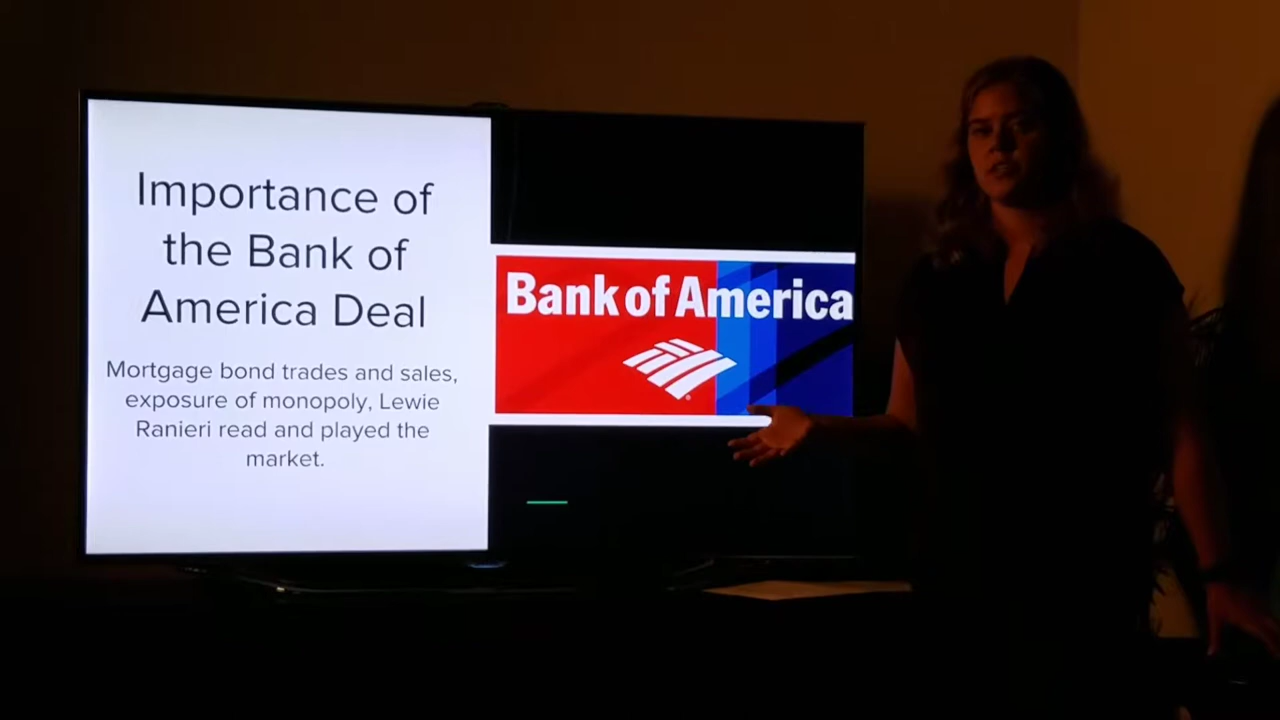 Importance of
the Bank of
America Deal
Mortgage bond trades and sales,
exposure of monopoly, Lewie
Ranieri read and played the
market.
Bank of America